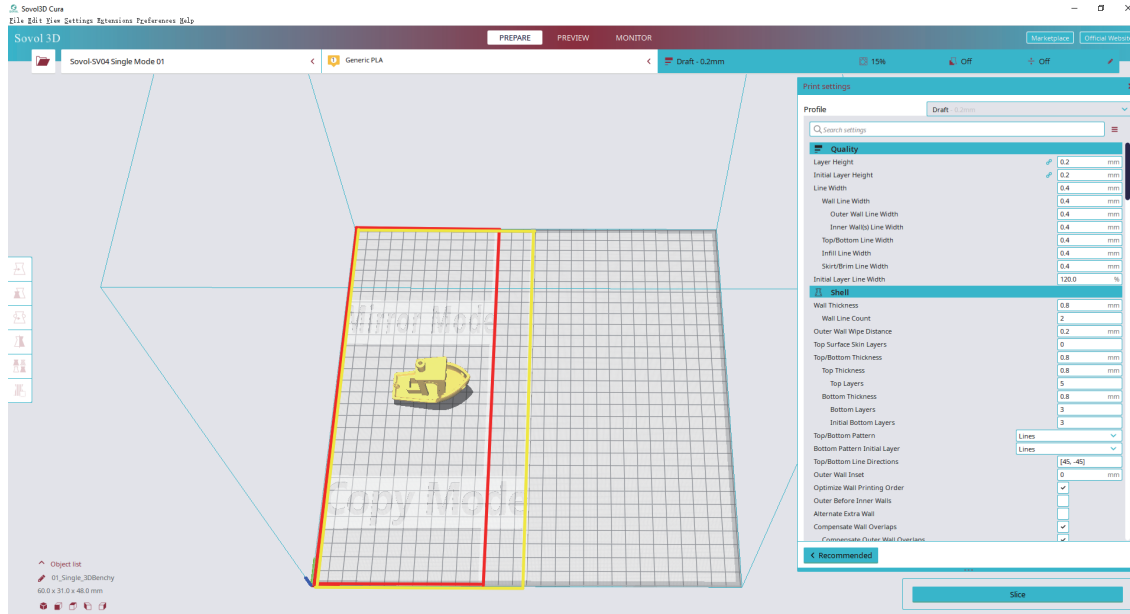 Sovol3D Cura
File Edit View Settings Extensions Preferences Help
Sovol 3D
PREPARE PREVIEW MONITOR
Marketplace Official Website
Sovol-SV04 Single Mode 01
Generic PLA
Draft - 0.2mm 15% Off Off
Print settings
Profile Draft 0.2mm
Search settings
Quality
Layer Height 0.2 mm
Initial Layer Height 0.2 mm
Line Width 0.4 mm
Wall Line Width 0.4 mm
Outer Wall Line Width 0.4 mm
Inner Wall(s) Line Width 0.4 mm
Top/Bottom Line Width 0.4 mm
Infill Line Width 0.4 mm
Skirt/Brim Line Width 0.4 mm
Initial Layer Line Width 120.0 %
Shell
Wall Thickness 0.8 mm
Wall Line Count 2
Outer Wall Wipe Distance 0.2 mm
Top Surface Skin Layers 0
Top/Bottom Thickness 0.8 mm
Top Thickness 0.8 mm
Top Layers 5
Bottom Thickness 0.8 mm
Bottom Layers 3
Initial Bottom Layers 3
Top/Bottom Pattern Lines
Bottom Pattern Initial Layer Lines
Top/Bottom Line Directions [45, -45]
Outer Wall Inset 0 mm
Optimize Wall Printing Order
Outer Before Inner Walls
Alternate Extra Wall
Compensate Wall Overlaps
Compensate Outer Wall Overlaps
Recommended
Slice
Mirror Mode
Copy Mode
Object list
01_Single_3DBenchy
60.0 x 31.0 x 48.0 mm